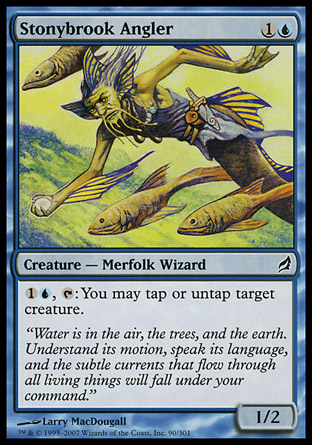 Stonybrook Angler 1
Creature — Merfolk Wizard
1, : You may tap or untap target
creature.
“Water is in the air, the trees, and the earth.
Understand its motion, speak its language,
and the subtle currents that flow through
all living things will fall under your
command.”
Larry MacDougall
™ & © 1993–2007 Wizards of the Coast, Inc. 90/301
1/2